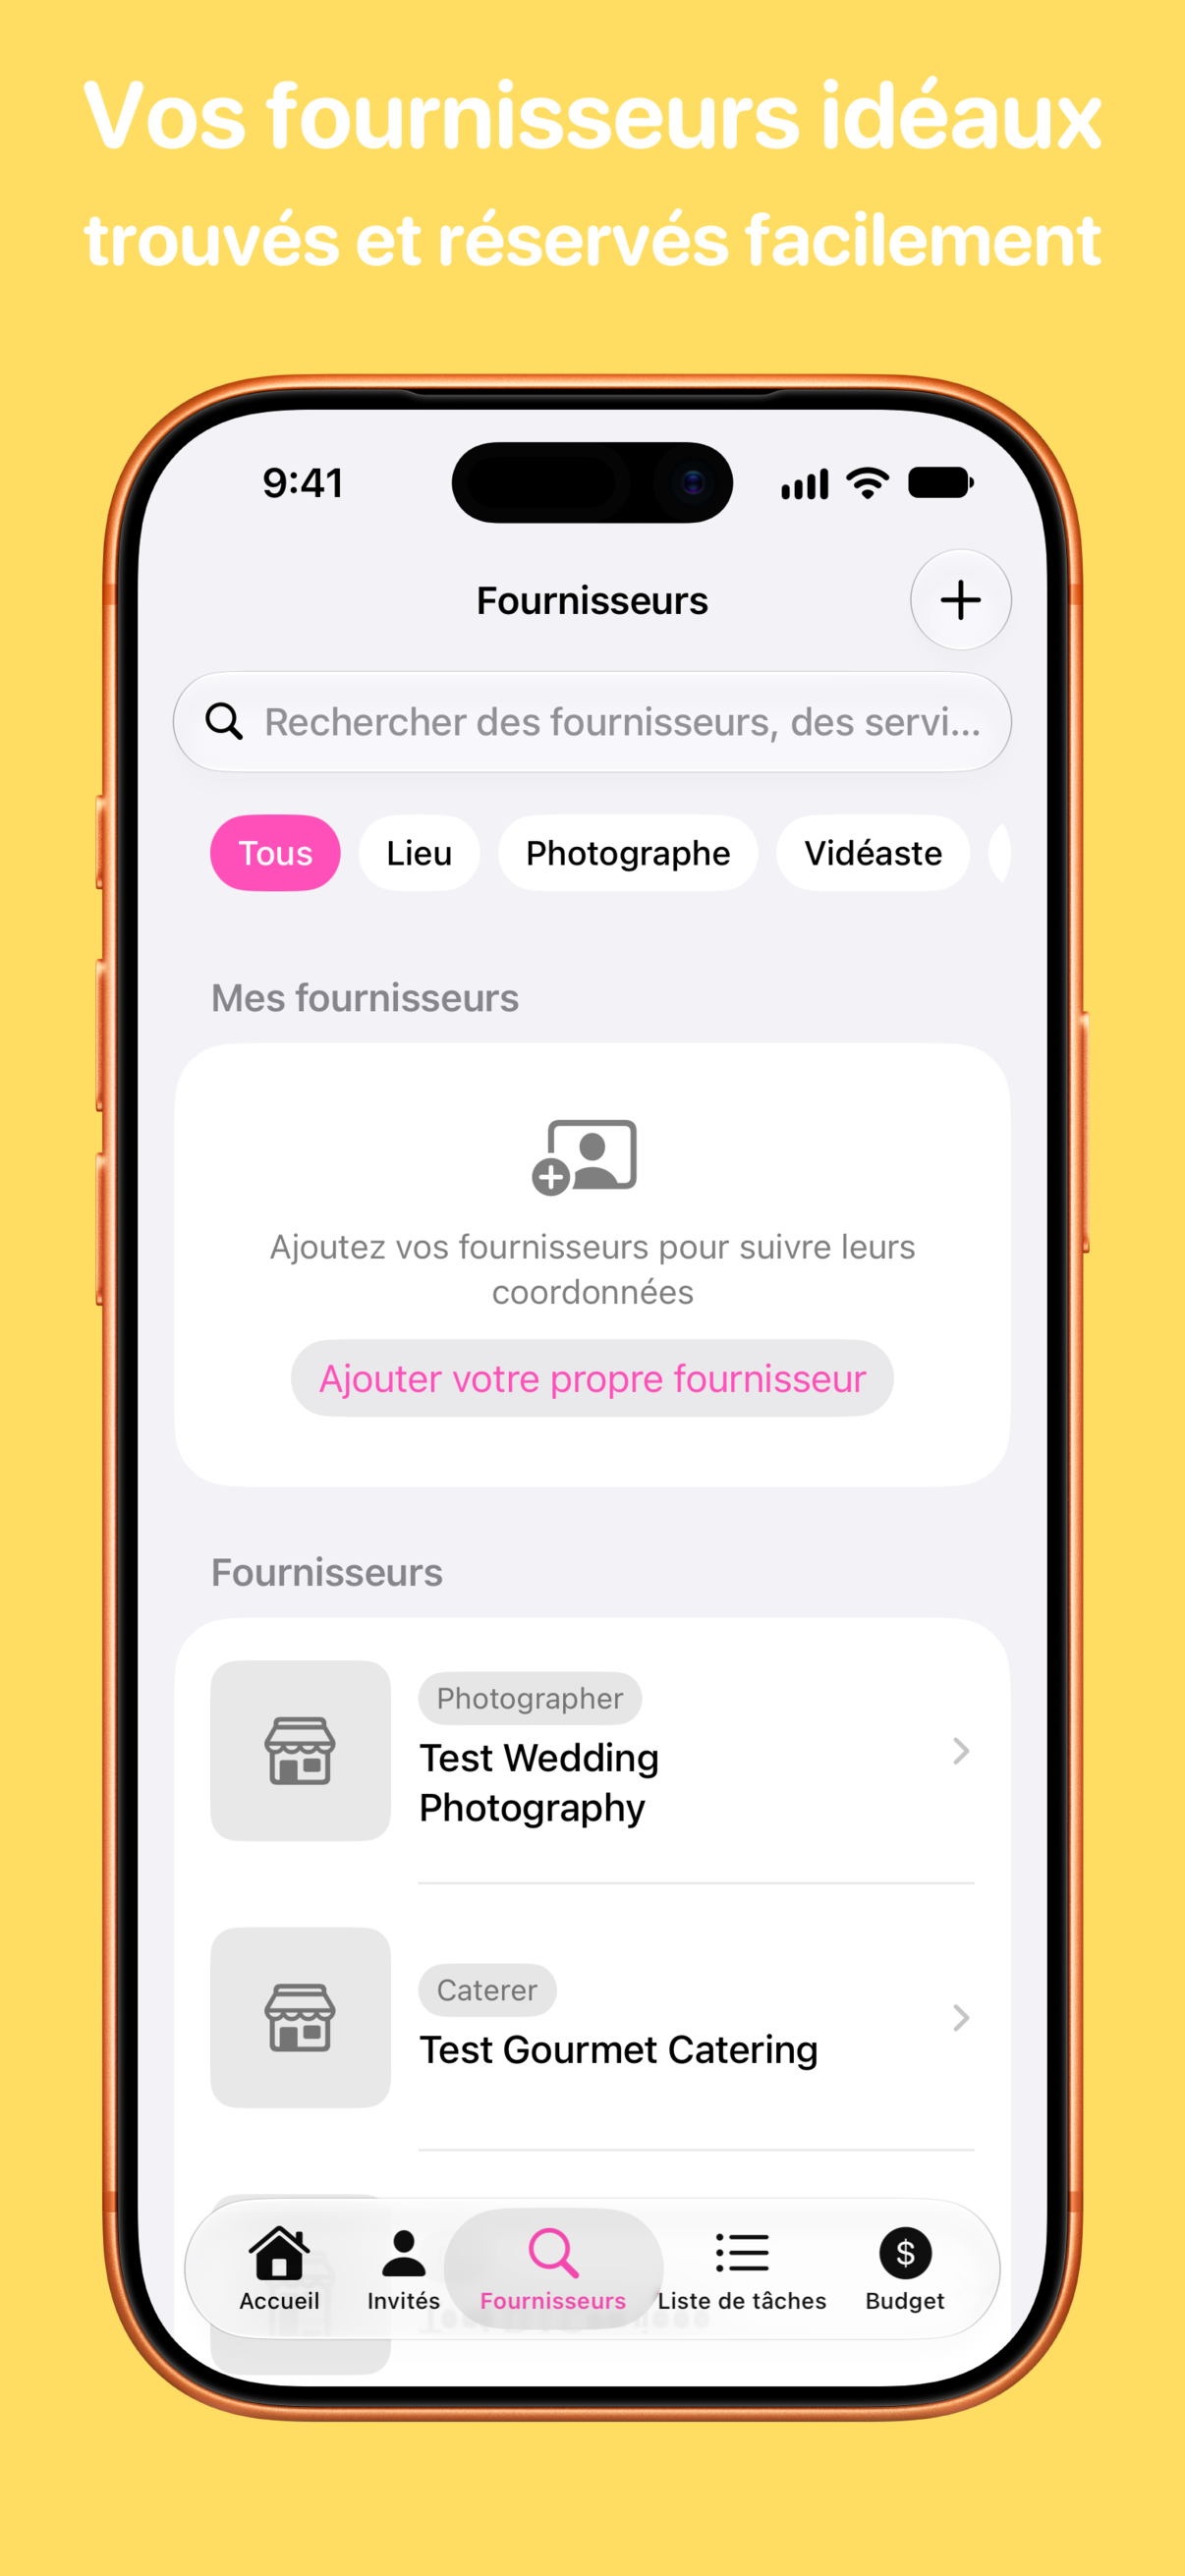 Vos fournisseurs idéaux
trouvés et réservés facilement
9:41
Fournisseurs
Rechercher des fournisseurs, des servi...
Tous
Lieu
Photographe
Vidéaste
Mes fournisseurs
Ajoutez vos fournisseurs pour suivre leurs
coordonnées
Ajouter votre propre fournisseur
Fournisseurs
Photographer
Test Wedding
Photography
Caterer
Test Gourmet Catering
Accueil
Invités
Fournisseurs
Liste de tâches
Budget